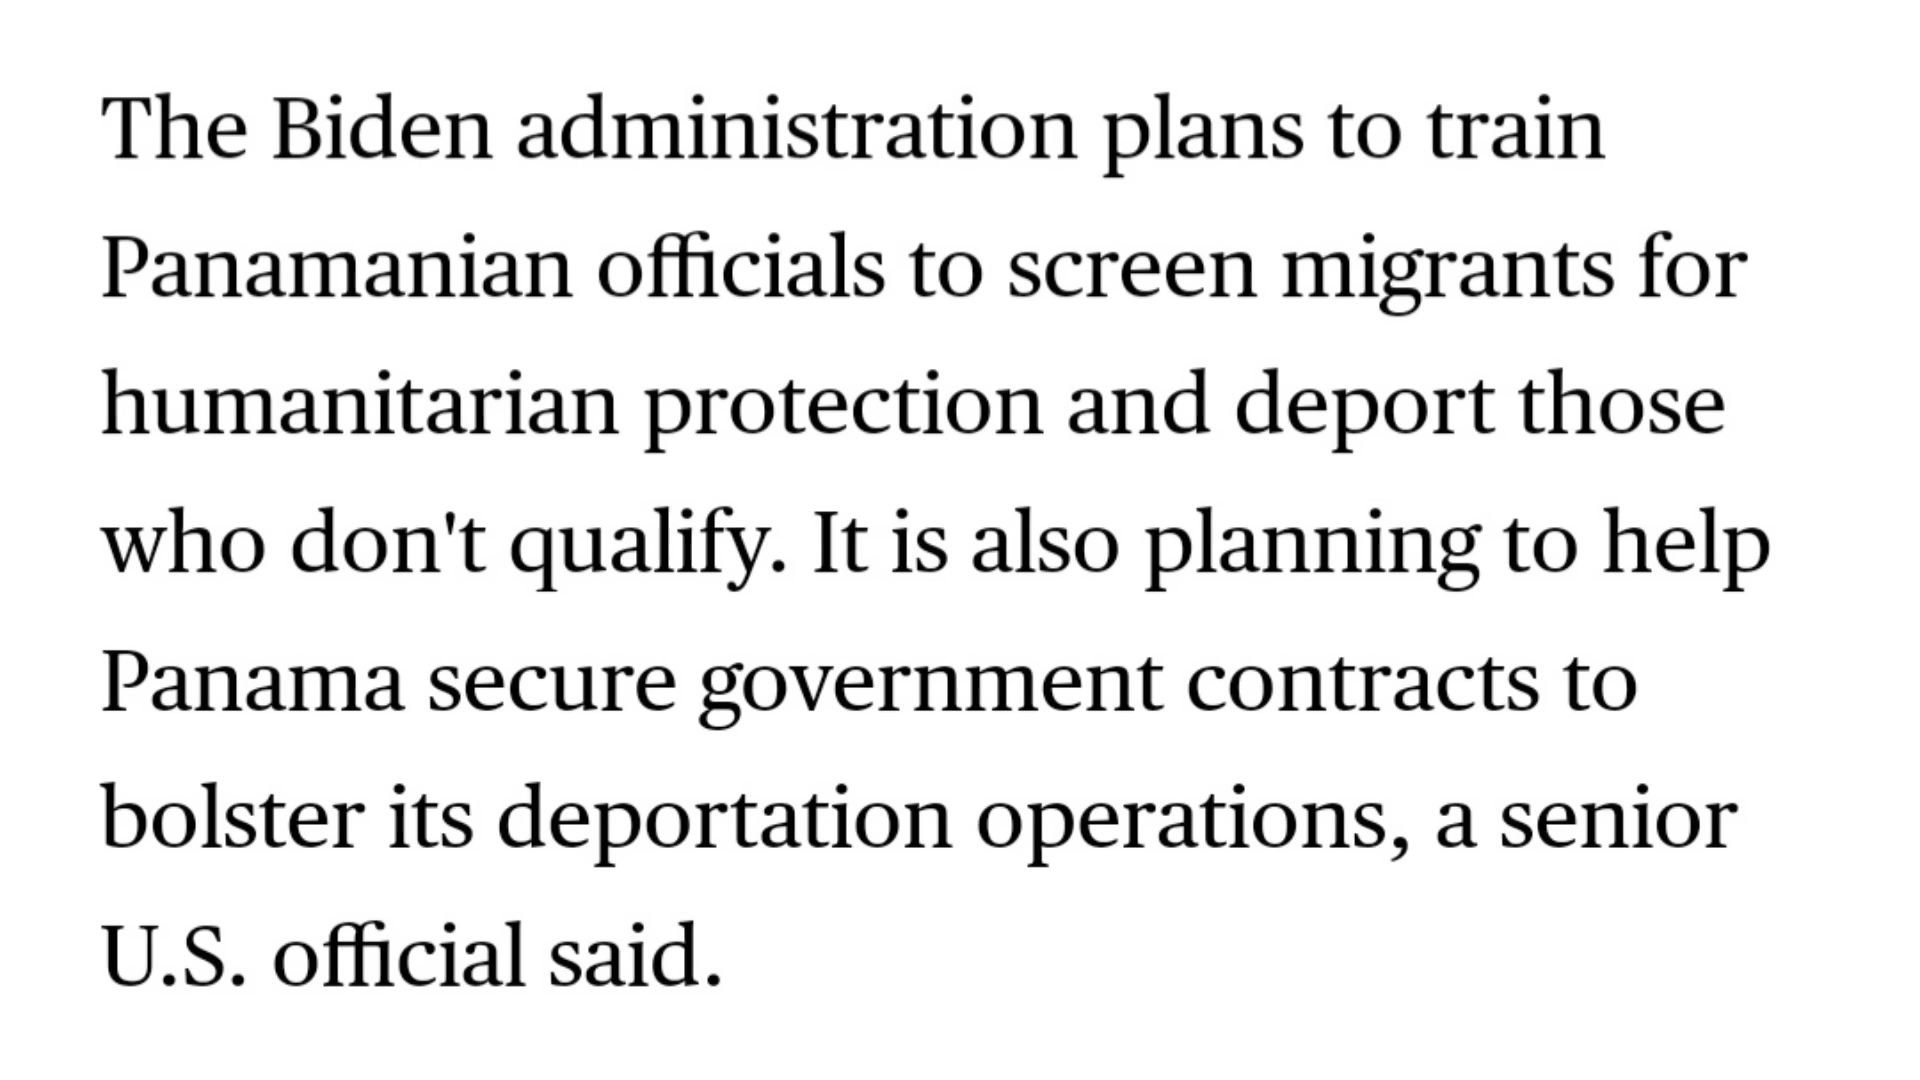 The Biden administration plans to train
Panamanian officials to screen migrants for
humanitarian protection and deport those
who don't qualify. It is also planning to help
Panama secure government contracts to
bolster its deportation operations, a senior
U.S. official said.